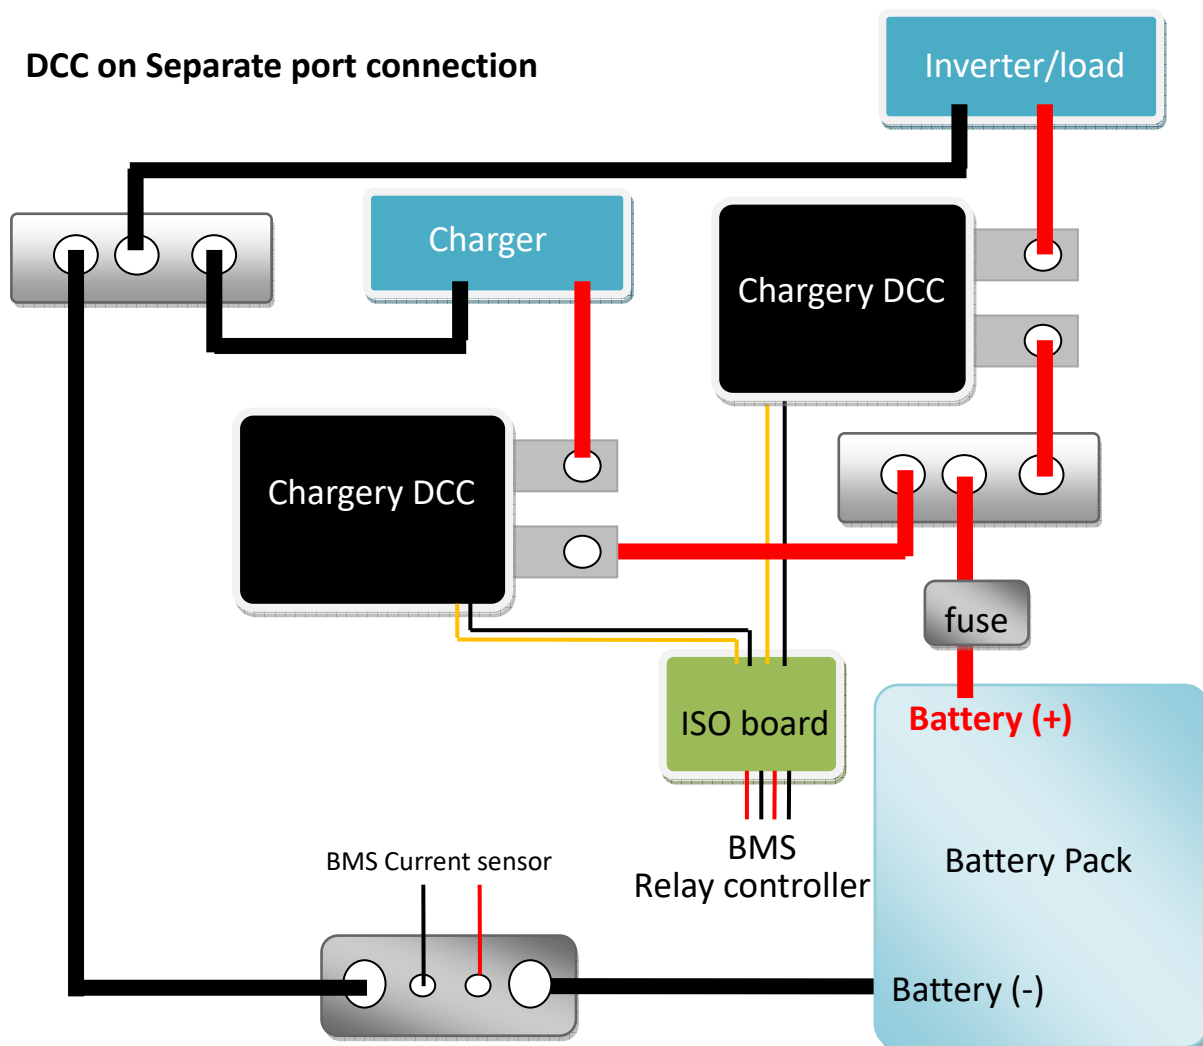 DCC on Separate port connection
Inverter/load
Charger
Chargery DCC
Chargery DCC
fuse
ISO board
Battery (+)
BMS
Relay controller
BMS Current sensor
Battery Pack
Battery (-)